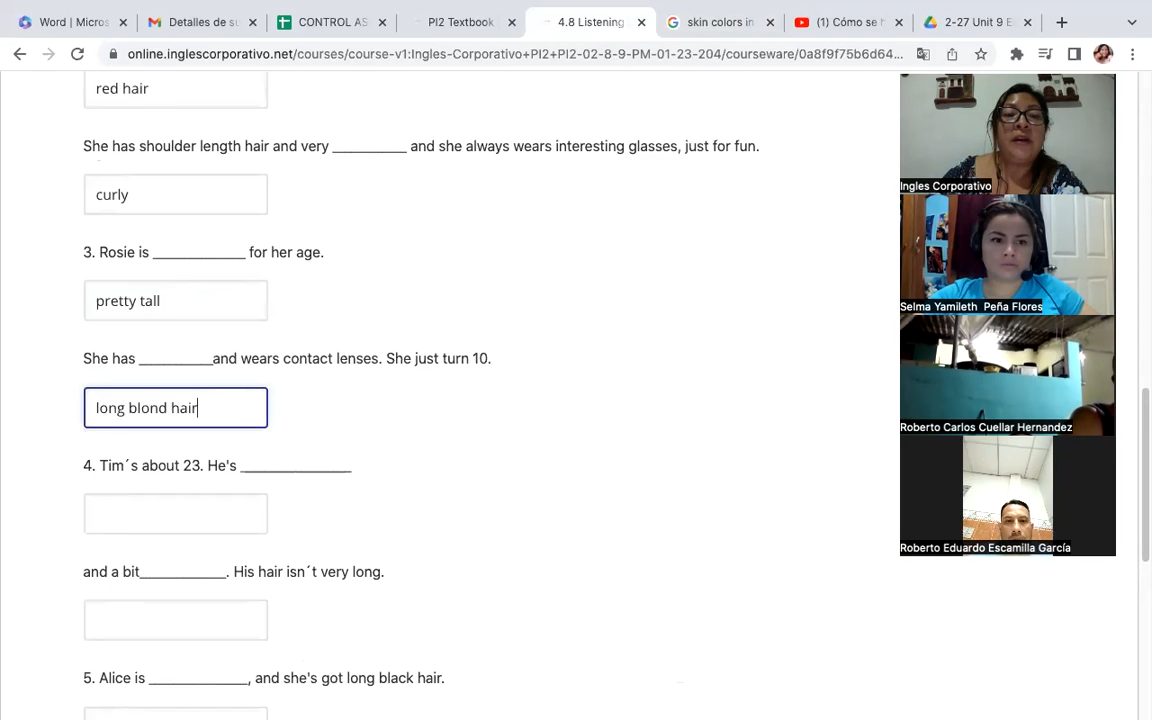 Word | Micros
Detalles de su
CONTROL AS
PI2 Textbook
4.8 Listening
skin colors in
(1) Cómo se h
2-27 Unit 9 E
online.inglescorporativo.net/courses/course-v1:Ingles-Corporativo+PI2+PI2-02-8-9-PM-01-23-204/courseware/0a8f9f75b6d64...
red hair
She has shoulder length hair and very __________ and she always wears interesting glasses, just for fun.
curly
3. Rosie is _____________ for her age.
pretty tall
She has __________and wears contact lenses. She just turn 10.
long blond hair
4. Tim´s about 23. He's _______________
and a bit____________. His hair isn´t very long.
5. Alice is ______________, and she's got long black hair.
Ingles Corporativo
Selma Yamileth Peña Flores
Roberto Carlos Cuellar Hernandez
Roberto Eduardo Escamilla García